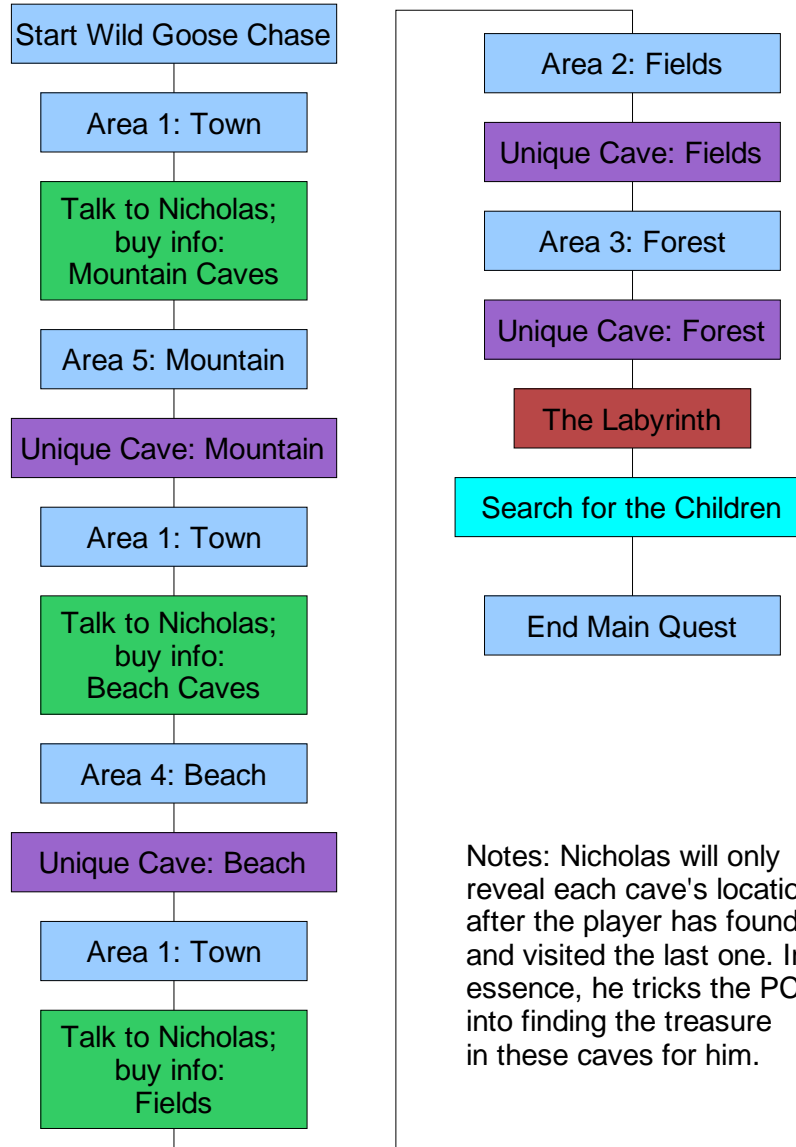 Start Wild Goose Chase
Area 1: Town
Talk to Nicholas;
buy info:
Mountain Caves
Area 5: Mountain
Unique Cave: Mountain
Area 1: Town
Talk to Nicholas;
buy info:
Beach Caves
Area 4: Beach
Unique Cave: Beach
Area 1: Town
Talk to Nicholas;
buy info:
Fields
Area 2: Fields
Unique Cave: Fields
Area 3: Forest
Unique Cave: Forest
The Labyrinth
Search for the Children
End Main Quest
Notes: Nicholas will only
reveal each cave's locatio
after the player has found
and visited the last one. I
essence, he tricks the PC
into finding the treasure
in these caves for him.